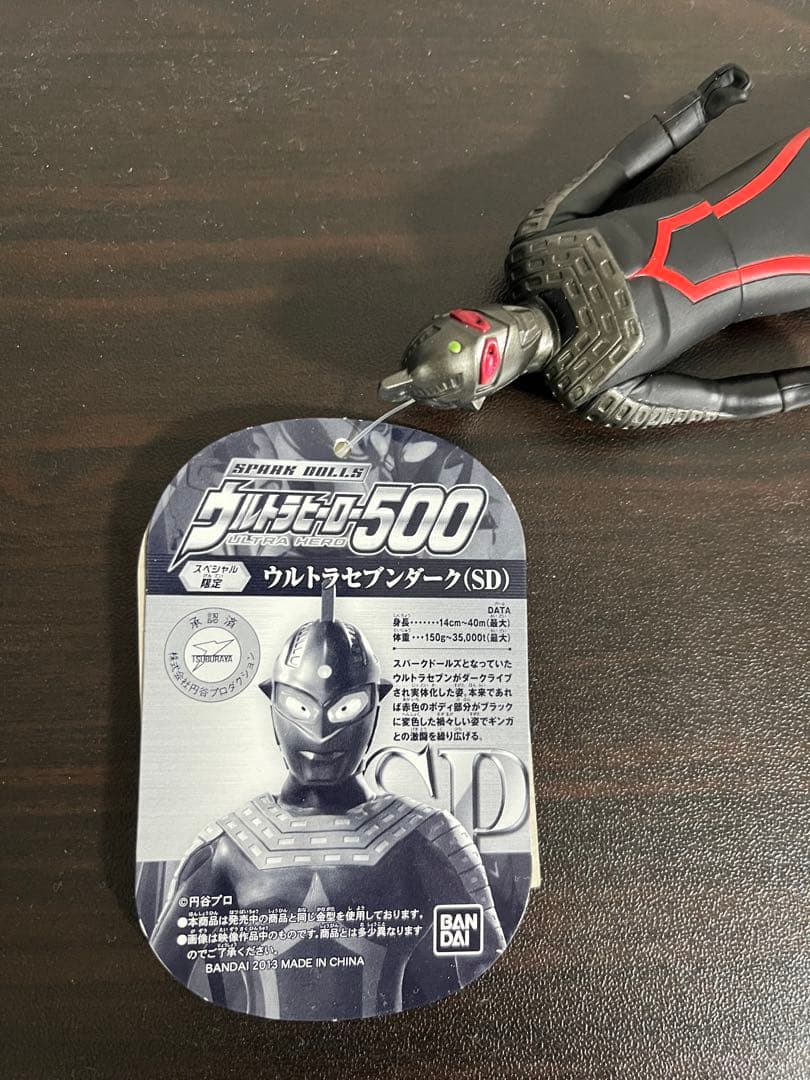 SPARK DOLLS
ウルトラヒーロー500
ULTRA HERO
スペシャル
限定
ウルトラセブンダーク(SD)
承認済
TSUBURAYA
株式会社円谷プロダクション
DATA
身長・・・・・・・14cm~40m(最大)
体重・・・150g~35,000t(最大)
スパークドールズとなっていた
ウルトラセブンがダークライブ
され実体化した姿。本来であれ
ば赤色のボディ部分がブラック
に変色した禍々しい姿でギンガ
との激闘を繰り広げる。
SD
©円谷プロ
●本商品は発売中の商品と同じ金型を使用しております。
●画像は映像作品中のものです。商品とは多少異なります
のでご了承ください。
BANDAI 2013 MADE IN CHINA
BAN
DAI